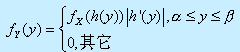 f_Y(y) = { f_X(h(y))|h'(y)|, α ≤ y ≤ β
0,其它